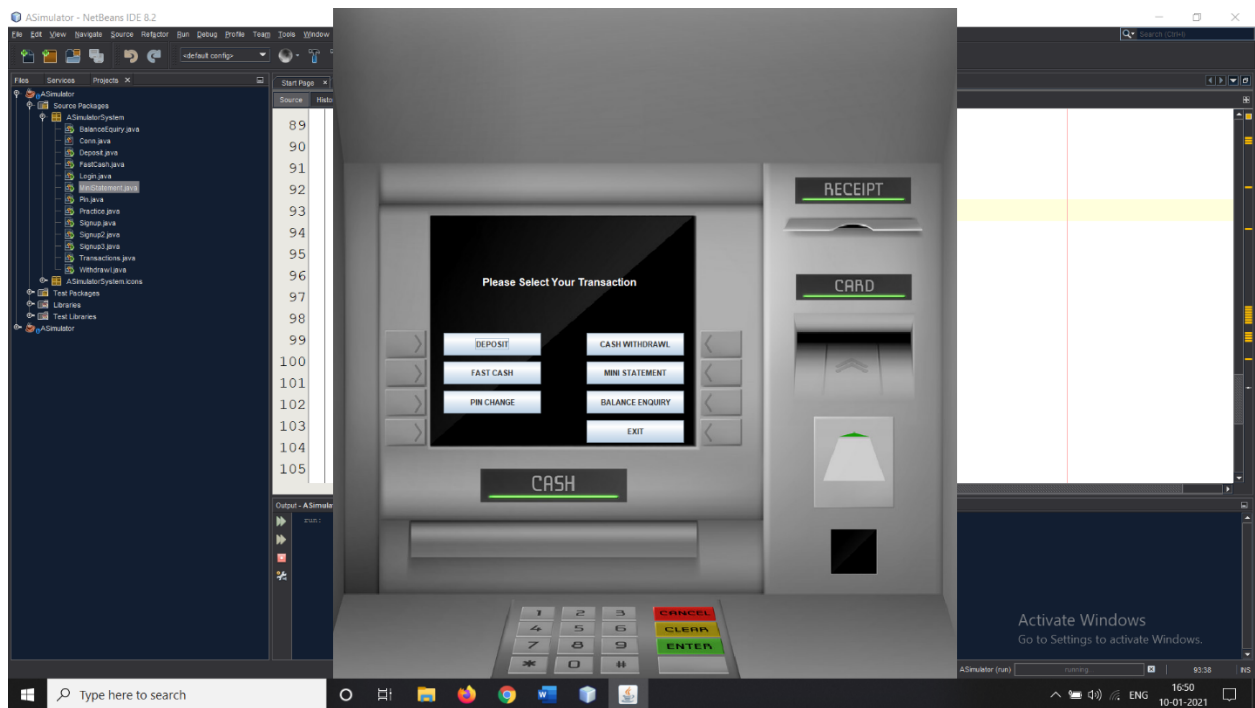 ASimulator - NetBeans IDE 8.2
File Edit View Navigate Source Refactor Run Debug Profile Team Tools Window
Search (Ctrl+I)
<default config>
Files Services Projects
Start Page
ASimulator
Source Packages
ASimulatorSystem
BalanceEquiry.java
Conn.java
Deposit.java
FastCash.java
Login.java
MiniStatement.java
Pin.java
Practice.java
Signup.java
Signup2.java
Signup3.java
Transactions.java
Withdrawl.java
ASimulatorSystem.icons
Test Packages
Libraries
Test Libraries
ASimulator
Source Histo
89
90
91
92
93
94
95
96
97
98
99
100
101
102
103
104
105
Output - ASimula
run:
RECEIPT
CARD
Please Select Your Transaction
DEPOSIT CASH WITHDRAWL
FAST CASH MINI STATEMENT
PIN CHANGE BALANCE ENQUIRY
EXIT
CASH
1 2 3 CANCEL
4 5 6 CLEAR
7 8 9 ENTER
* 0 #
Activate Windows
Go to Settings to activate Windows.
ASimulator (run) running... 93:38 INS
Type here to search
ENG
16:50
10-01-2021